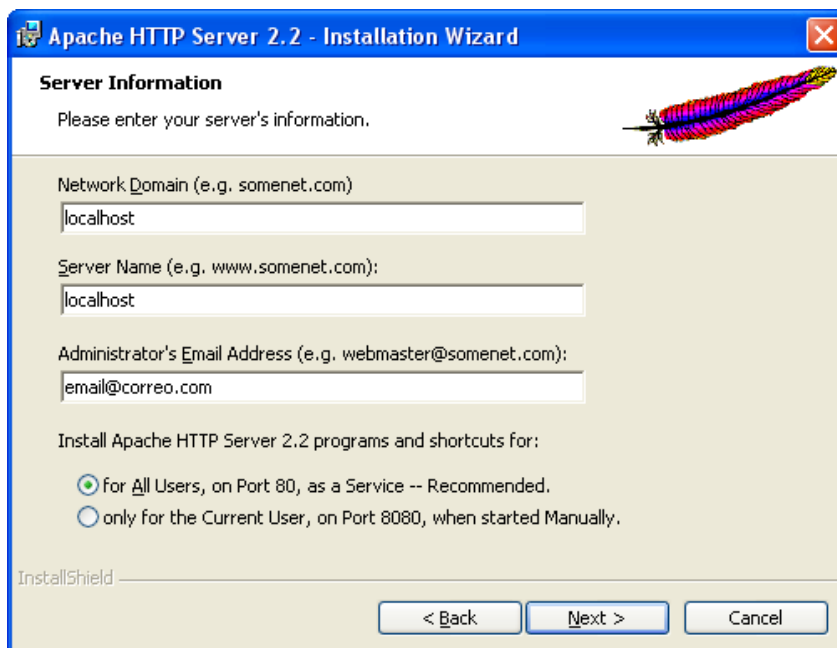 Apache HTTP Server 2.2 - Installation Wizard
Server Information
Please enter your server's information.
Network Domain (e.g. somenet.com)
localhost
Server Name (e.g. www.somenet.com):
localhost
Administrator's Email Address (e.g. webmaster@somenet.com):
email@correo.com
Install Apache HTTP Server 2.2 programs and shortcuts for:
for All Users, on Port 80, as a Service -- Recommended.
only for the Current User, on Port 8080, when started Manually.
InstallShield
< Back
Next >
Cancel